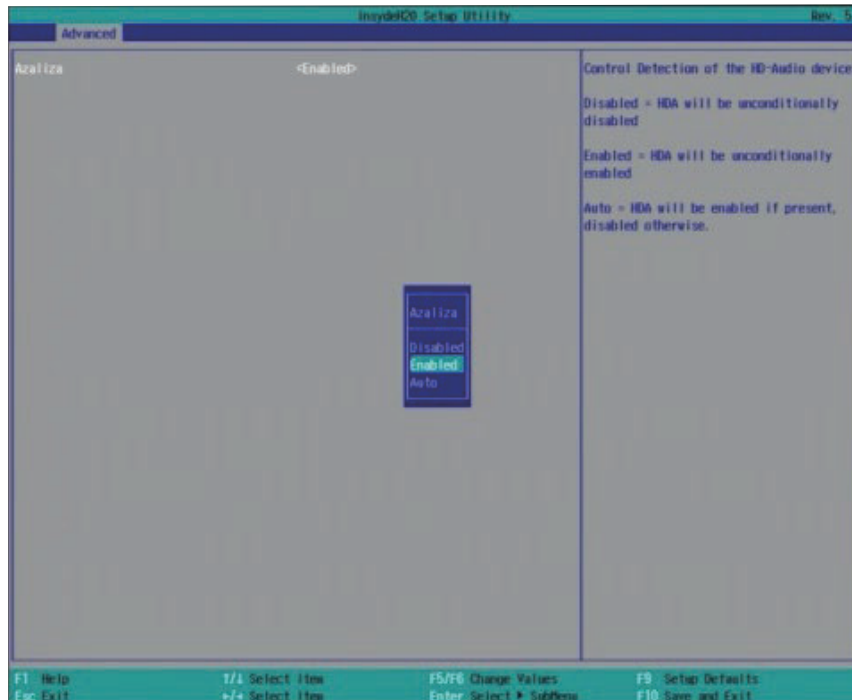 InsydeH20 Setup Utility Rev. 5
Advanced
Azaliza <Enabled>
Control Detection of the HD-Audio device
Disabled = HDA will be unconditionally
disabled
Enabled = HDA will be unconditionally
enabled
Auto = HDA will be enabled if present,
disabled otherwise.
Azaliza
Disabled
Enabled
Auto
F1 Help ↑/↓ Select Item F5/F6 Change Values F9 Setup Defaults
Esc Exit ►/◄ Select Item Enter Select ► SubMenu F10 Save and Exit